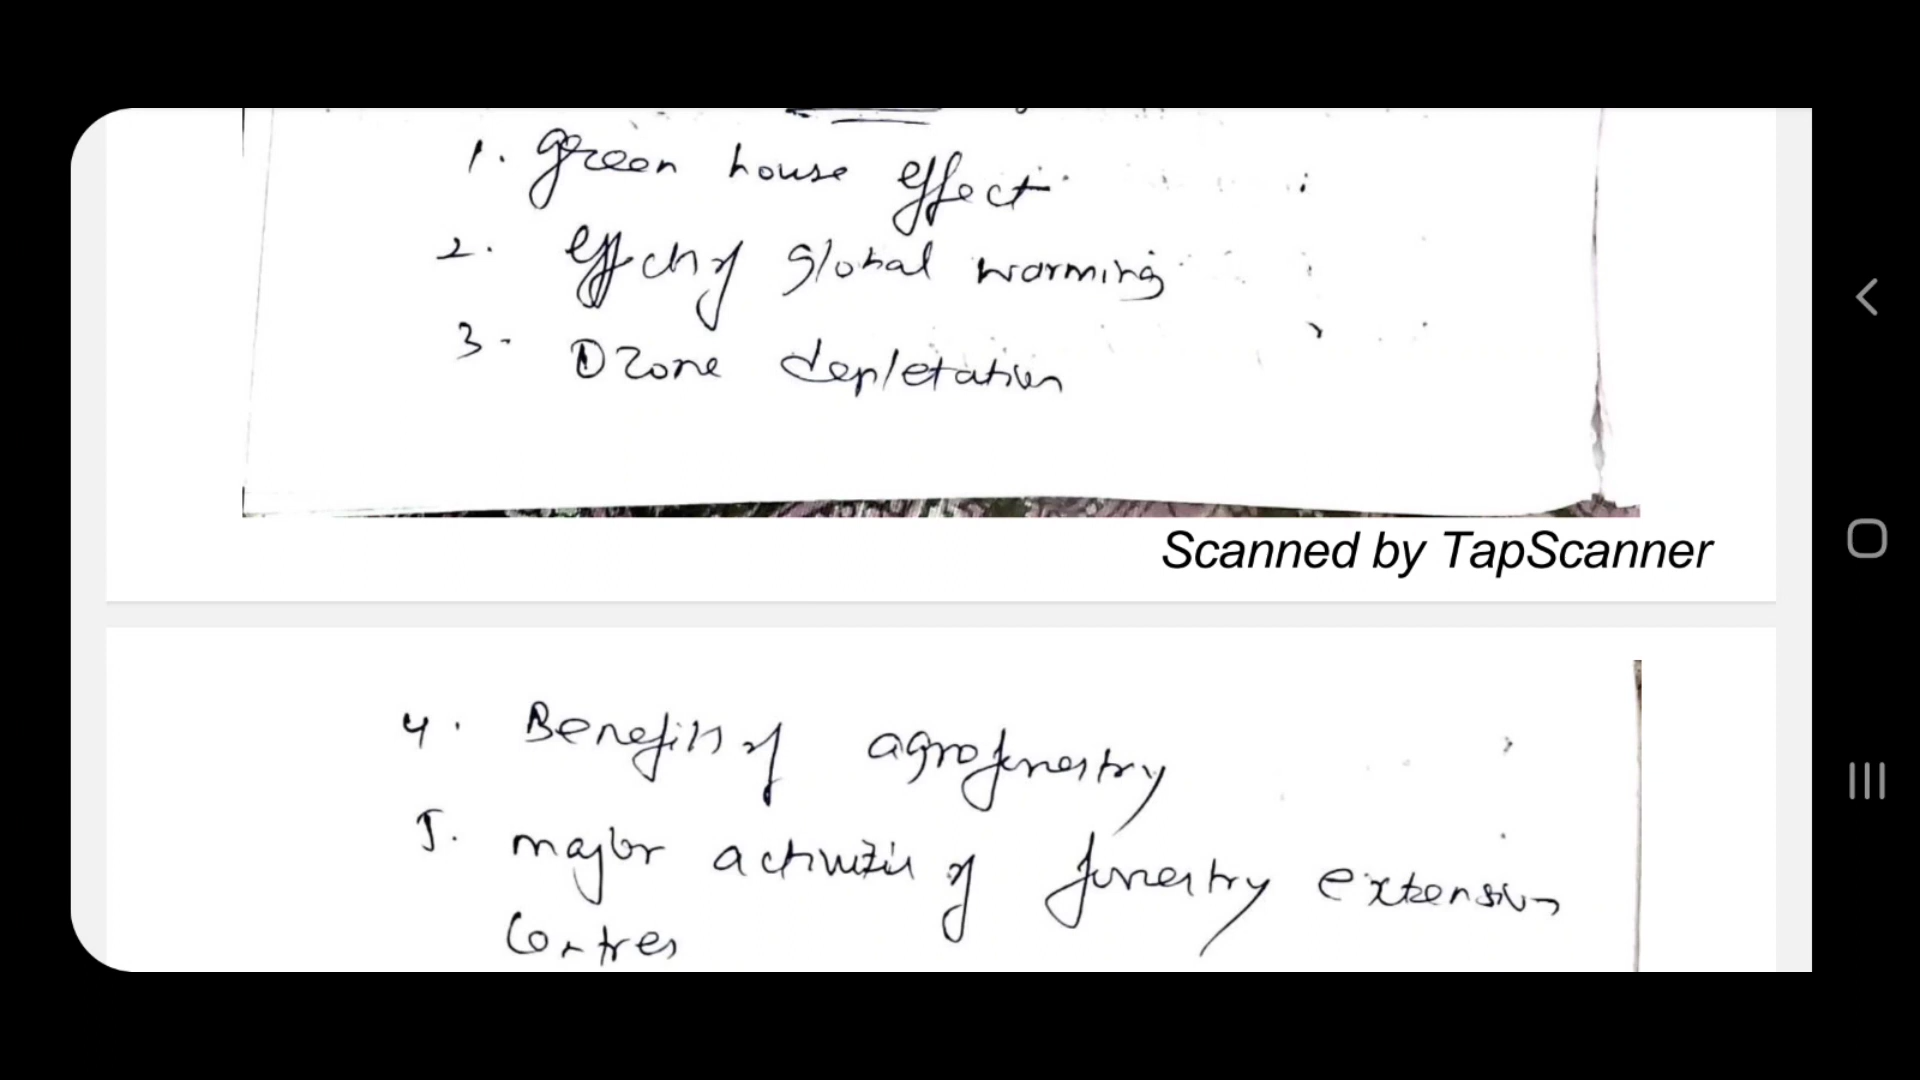 1. Green house effect
2. Effects of Global warming
3. Ozone depletation
Scanned by TapScanner
4. Benefits of agroforestry
5. major activities of forestry extension
Centres